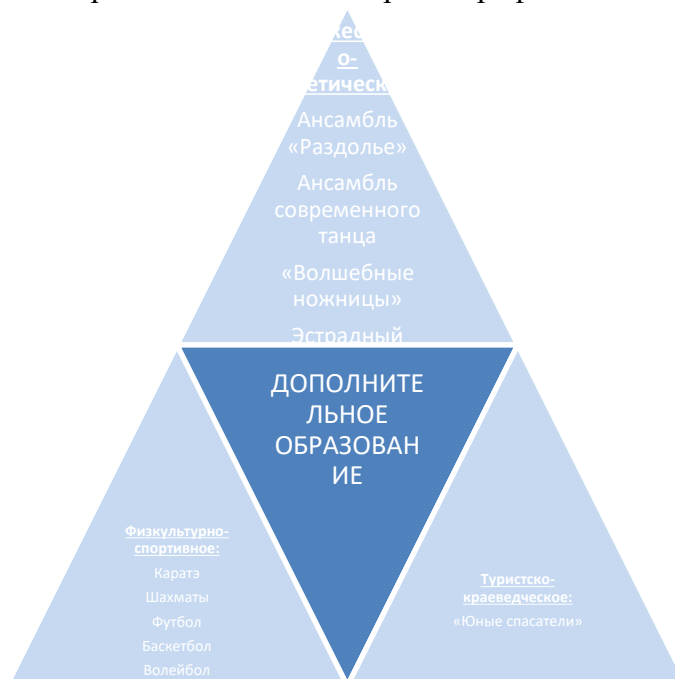 о-
Ансамбль
«Раздолье»
Ансамбль
современного
танца
«Волшебные
ножницы»
Эстрадный
ДОПОЛНИТЕ
ЛЬНОЕ
ОБРАЗОВАН
ИЕ
Физкультурно-
спортивное:
Каратэ
Шахматы
Футбол
Баскетбол
Волейбол
Туристско-
краеведческое:
«Юные спасатели»